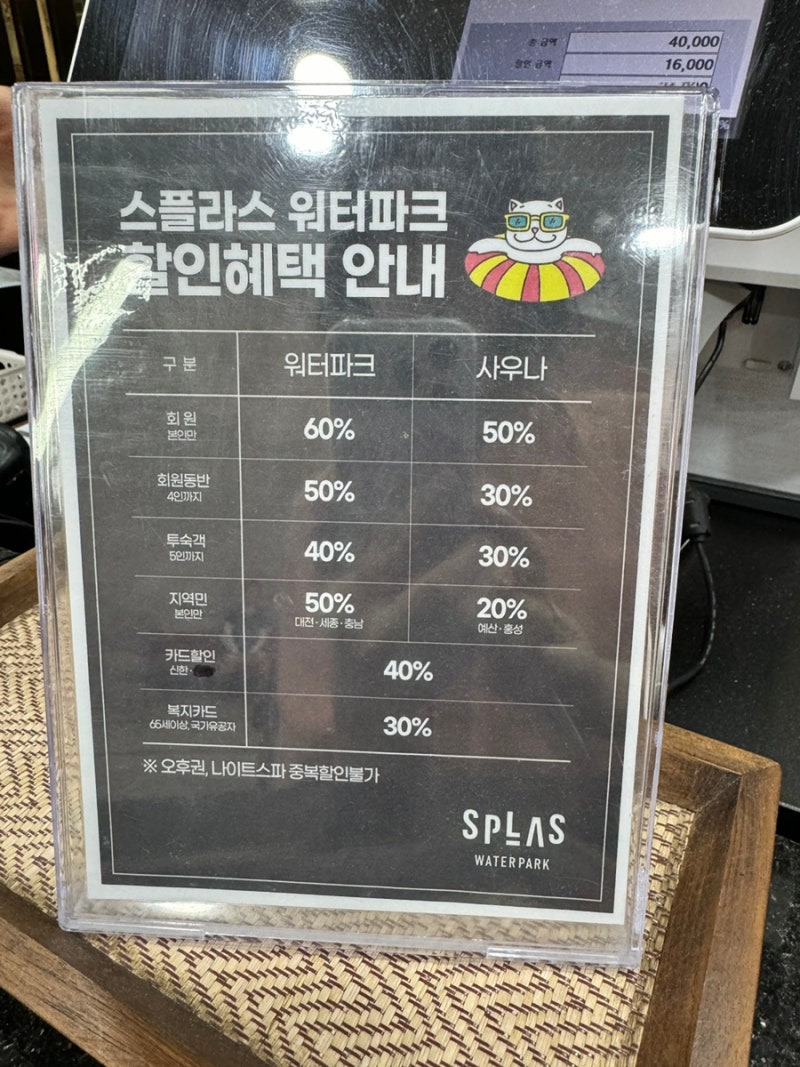 총 금액 40,000
할인 금액 16,000
스플라스 워터파크
할인혜택 안내
구분 워터파크 사우나
회원 60% 50%
본인만
회원동반 50% 30%
4인까지
투숙객 40% 30%
5인까지
지역민 50% 20%
본인만 대전·세종·충남 예산·홍성
카드할인 40%
신한·
복지카드 30%
65세이상, 국가유공자
※ 오후권, 나이트스파 중복할인불가
SPLAS
WATERPARK